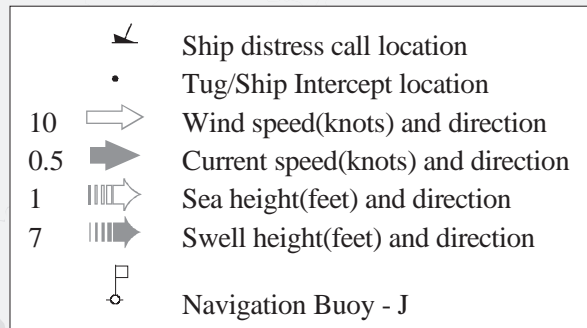 Ship distress call location
Tug/Ship Intercept location
10 Wind speed(knots) and direction
0.5 Current speed(knots) and direction
1 Sea height(feet) and direction
7 Swell height(feet) and direction
Navigation Buoy - J